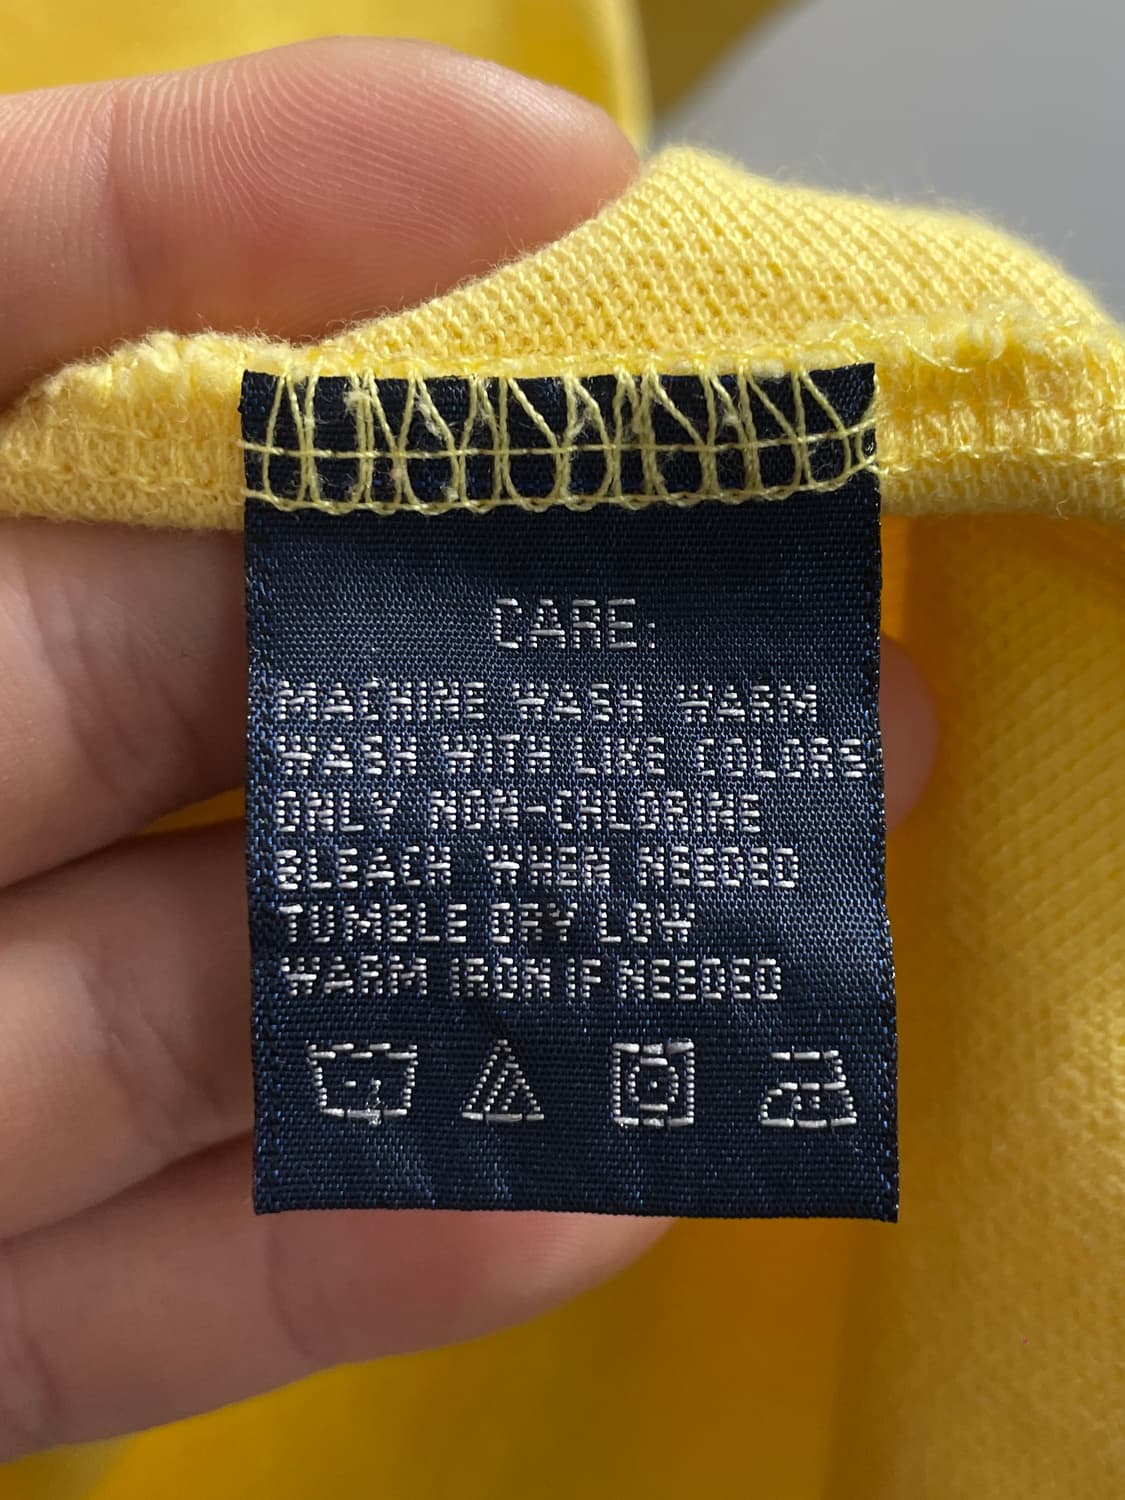 CARE:
MACHINE WASH WARM
WASH WITH LIKE COLORS
ONLY NON-CHLORINE
BLEACH WHEN NEEDED
TUMBLE DRY LOW
WARM IRON IF NEEDED